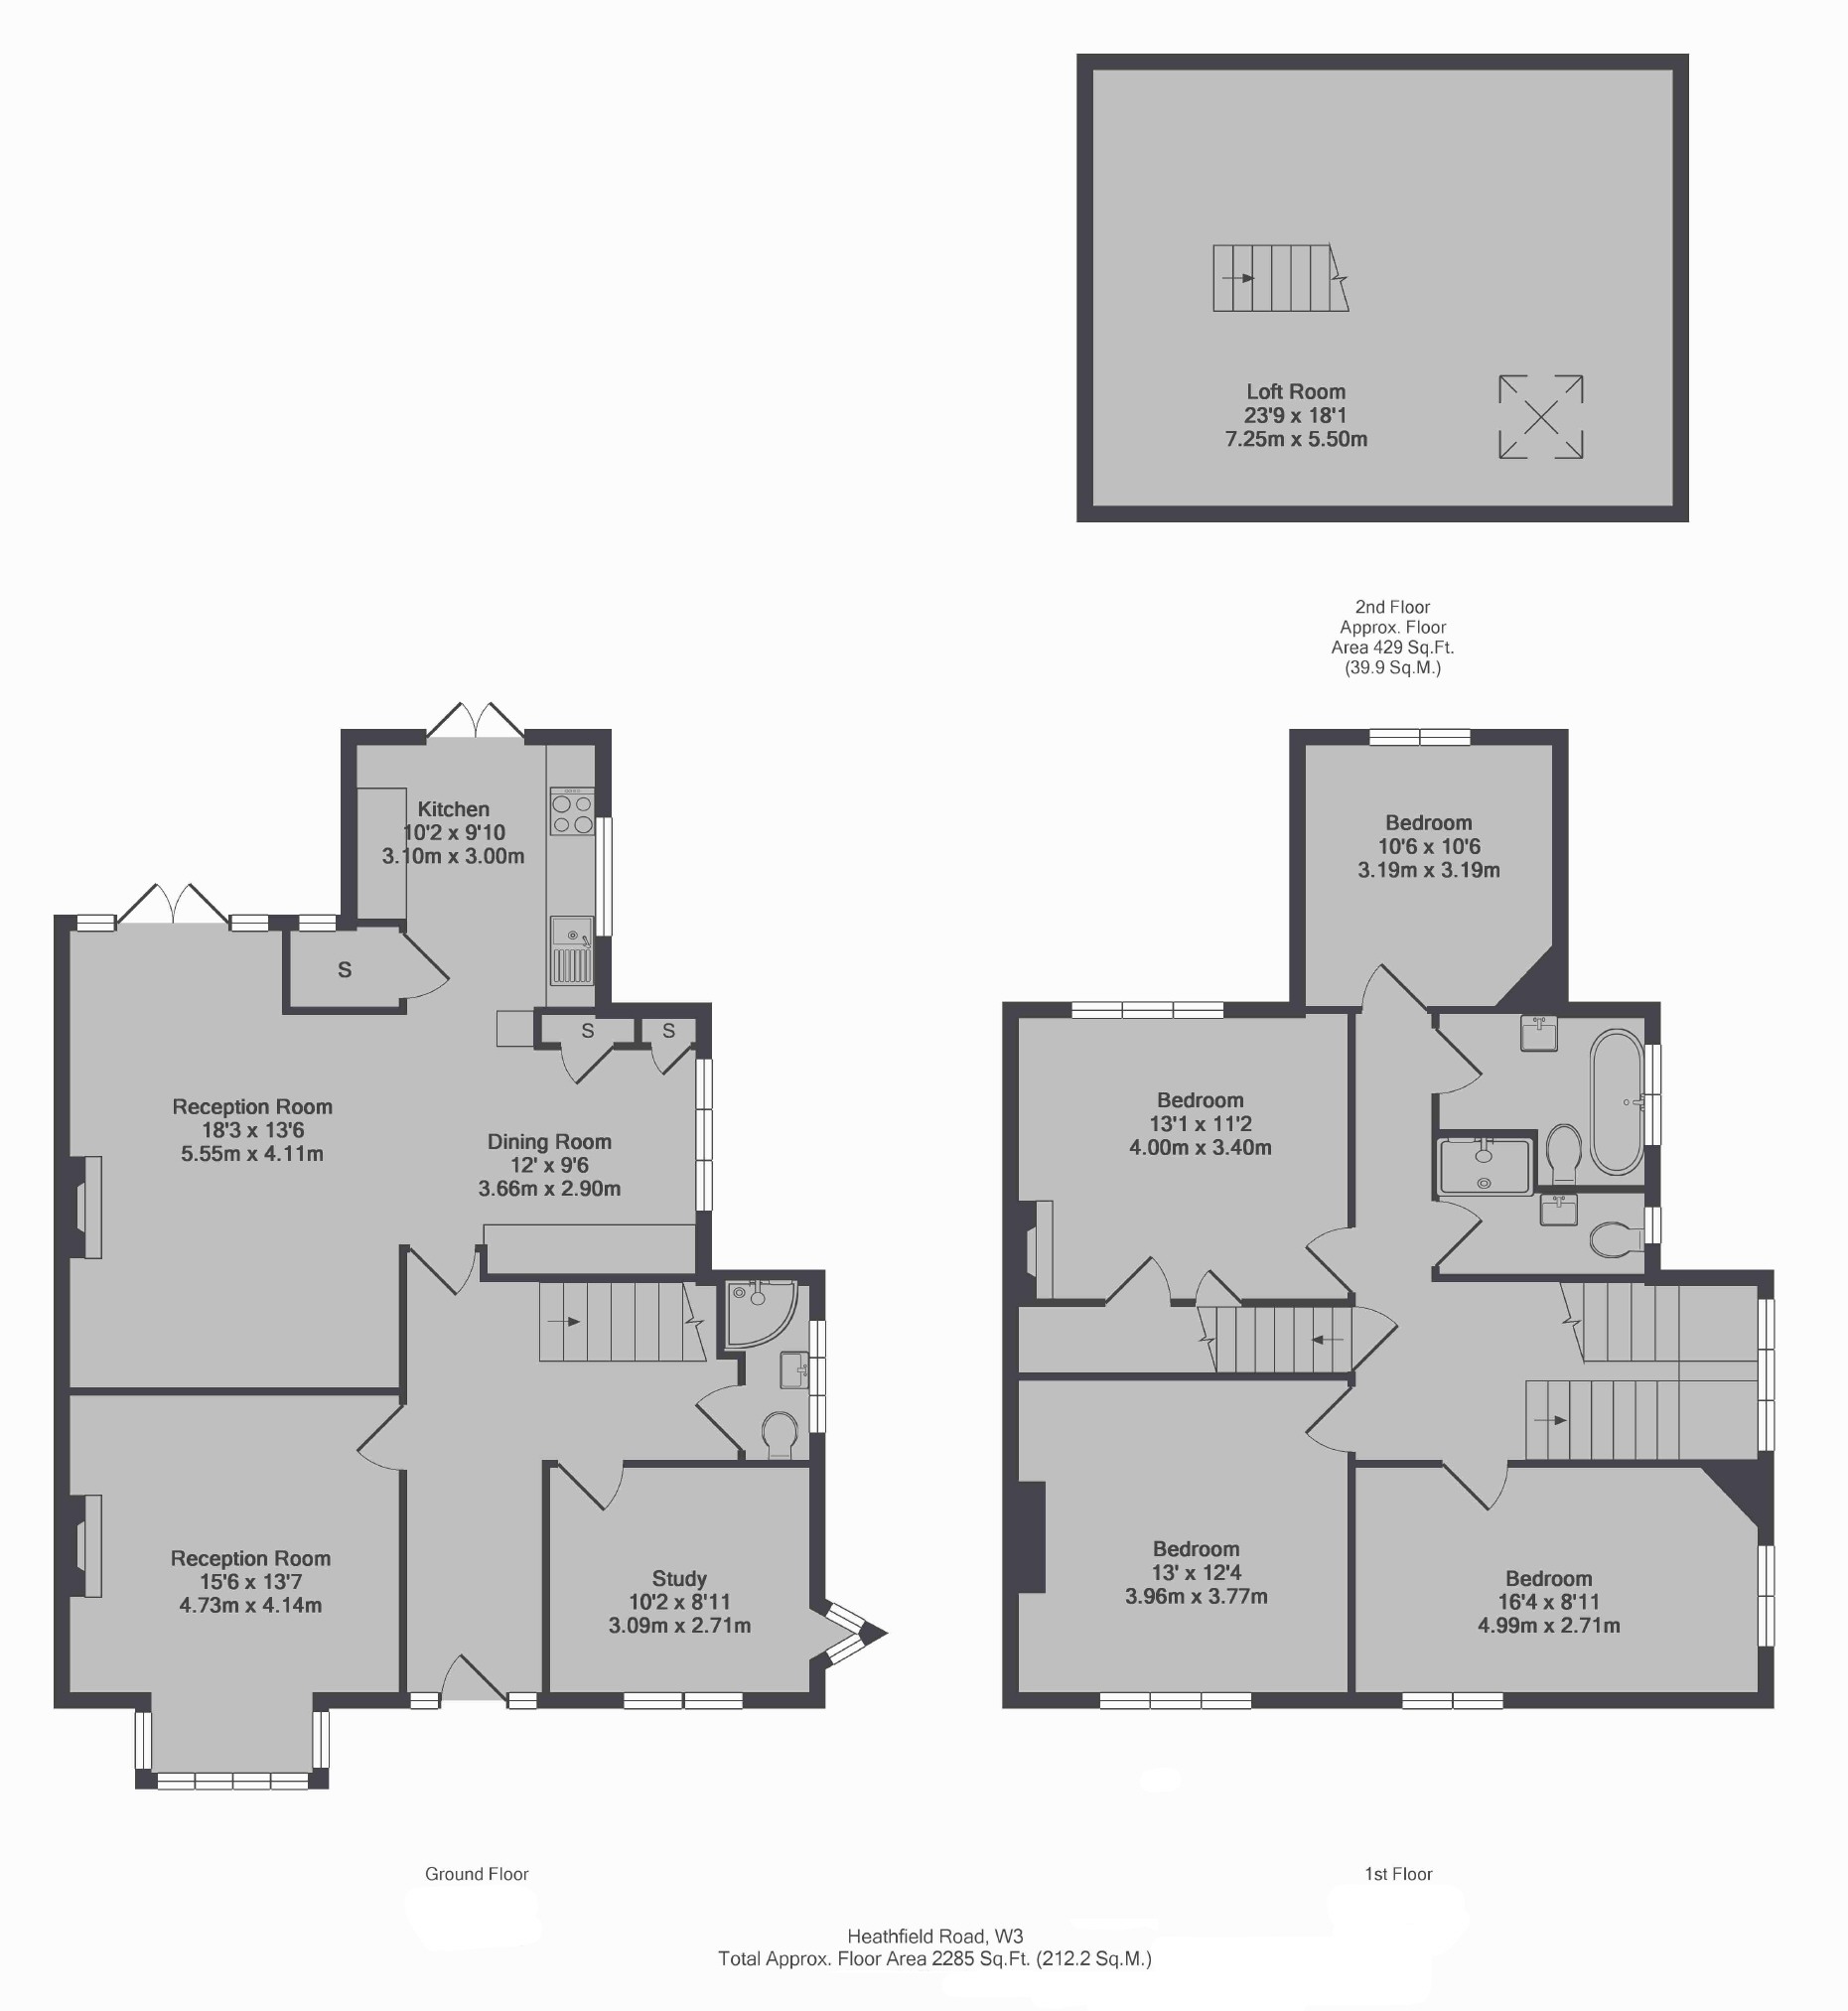 Loft Room
23'9 x 18'1
7.25m x 5.50m
2nd Floor
Approx. Floor
Area 429 Sq.Ft.
(39.9 Sq.M.)
Kitchen
10'2 x 9'10
3.10m x 3.00m
S
S
S
Reception Room
18'3 x 13'6
5.55m x 4.11m
Dining Room
12' x 9'6
3.66m x 2.90m
Reception Room
15'6 x 13'7
4.73m x 4.14m
Study
10'2 x 8'11
3.09m x 2.71m
Ground Floor
Bedroom
10'6 x 10'6
3.19m x 3.19m
Bedroom
13'1 x 11'2
4.00m x 3.40m
Bedroom
13' x 12'4
3.96m x 3.77m
Bedroom
16'4 x 8'11
4.99m x 2.71m
1st Floor
Heathfield Road, W3
Total Approx. Floor Area 2285 Sq.Ft. (212.2 Sq.M.)